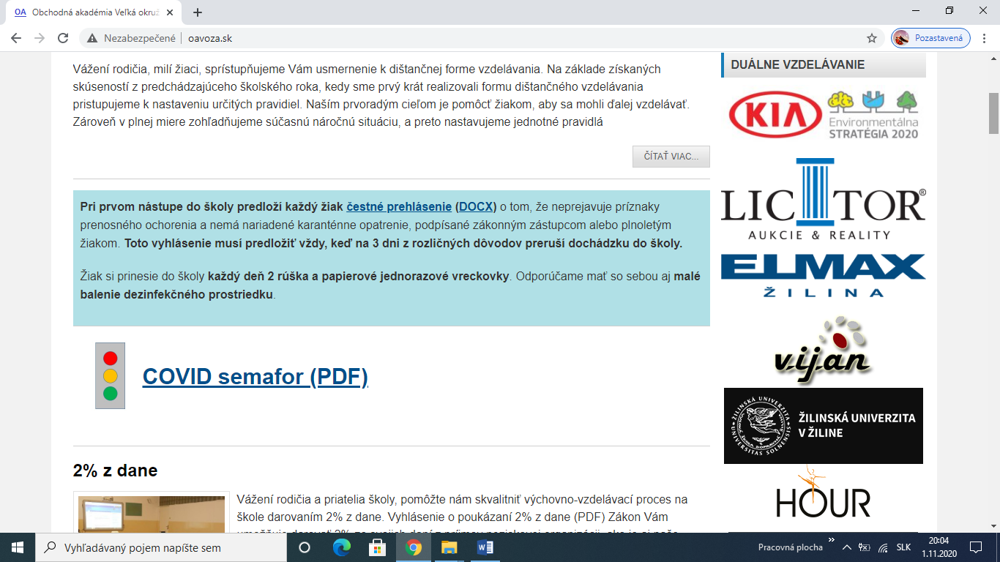 OA Obchodná akadémia Veľká okruž
Nezabezpečené
oavoza.sk
Pozastavená
Vážení rodičia, milí žiaci, sprístupňujeme Vám usmernenie k dištančnej forme vzdelávania. Na základe získaných
skúseností z predchádzajúceho školského roka, kedy sme prvý krát realizovali formu dištančného vzdelávania
pristupujeme k nastaveniu určitých pravidiel. Naším prvoradým cieľom je pomôcť žiakom, aby sa mohli ďalej vzdelávať.
Zároveň v plnej miere zohľadňujeme súčasnú náročnú situáciu, a preto nastavujeme jednotné pravidlá
ČÍTAŤ VIAC...
Pri prvom nástupe do školy predloží každý žiak čestné prehlásenie (DOCX) o tom, že neprejavuje príznaky
prenosného ochorenia a nemá nariadené karanténne opatrenie, podpísané zákonným zástupcom alebo plnoletým
žiakom. Toto vyhlásenie musí predložiť vždy, keď na 3 dni z rozličných dôvodov preruší dochádzku do školy.
Žiak si prinesie do školy každý deň 2 rúška a papierové jednorazové vreckovky. Odporúčame mať so sebou aj malé
balenie dezinfekčného prostriedku.
COVID semafor (PDF)
2% z dane
Vážení rodičia a priatelia školy, pomôžte nám skvalitniť výchovno-vzdelávací proces na
škole darovaním 2% z dane. Vyhlásenie o poukázaní 2% z dane (PDF) Zákon Vám
DUÁLNE VZDELÁVANIE
KIA
Environmentálna
STRATÉGIA 2020
LICITOR®
AUKCIE & REALITY
ELMAX
ŽILINA
vijan
ŽILINSKÁ UNIVERZITA
V ŽILINE
HOUR
Vyhľadávaný pojem napíšte sem
Pracovná plocha
SLK
20:04
1.11.2020